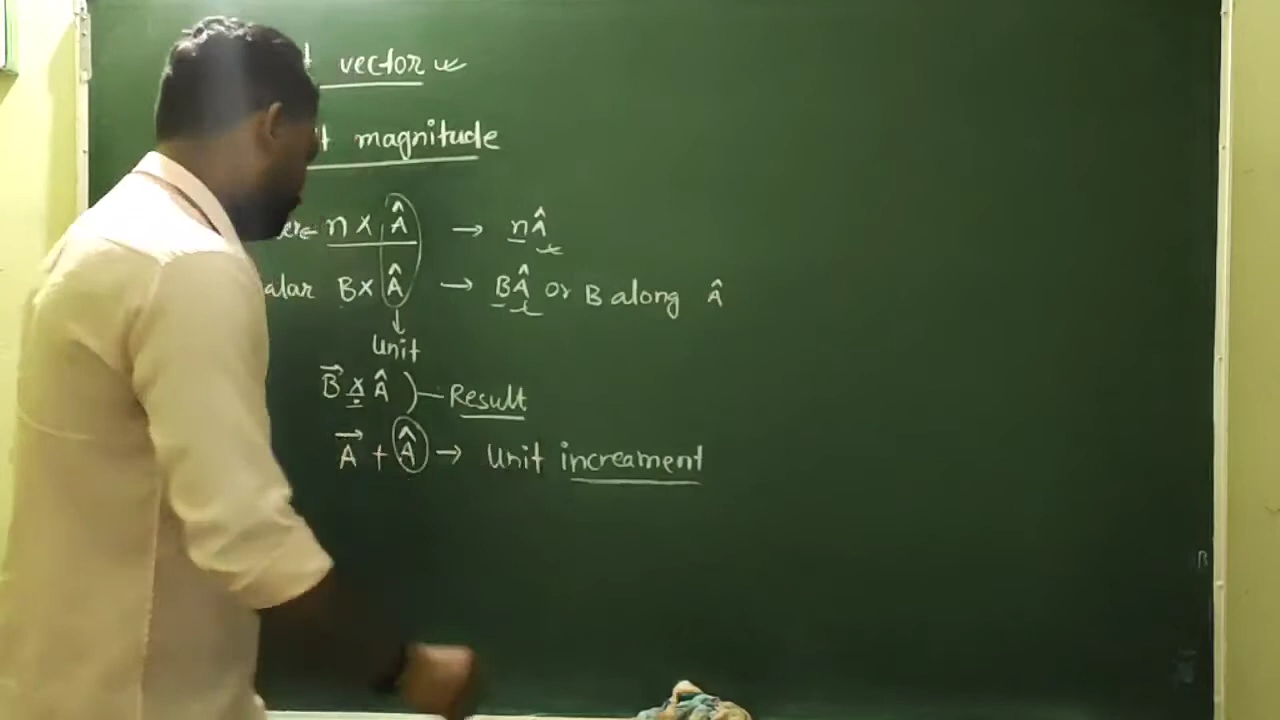 vector
magnitude
n × Â → nÂ
B× Â → BÂ or B along Â
↓
Unit
B⃗ × Â ) — Result
A⃗ + Â → Unit increament